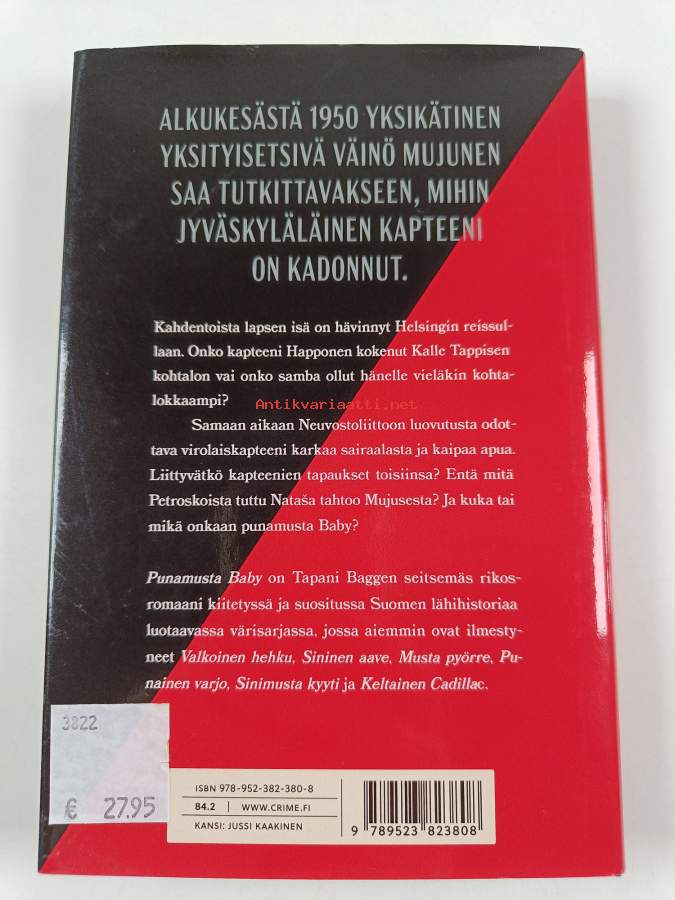 ALKUKESÄSTÄ 1950 YKSIKÄTINEN
YKSITYISETSIVÄ VÄINÖ MUJUNEN
SAA TUTKITTAVAKSEEN, MIHIN
JYVÄSKYLÄLÄINEN KAPTEENI
ON KADONNUT.
Kahdentoista lapsen isä on hävinnyt Helsingin reissul-
laan. Onko kapteeni Happonen kokenut Kalle Tappisen
kohtalon vai onko samba ollut hänelle vieläkin kohta-
lokkaampi?
Antikvariaatti.net
Samaan aikaan Neuvostoliittoon luovutusta odot-
tava virolaiskapteeni karkaa sairaalasta ja kaipaa apua.
Liittyvätkö kapteenien tapaukset toisiinsa? Entä mitä
Petroskoista tuttu Nataša tahtoo Mujusesta? Ja kuka tai
mikä onkaan punamusta Baby?
Punamusta Baby on Tapani Baggen seitsemäs rikos-
romaani kiitetyssä ja suositussa Suomen lähihistoriaa
luotaavassa värisarjassa, jossa aiemmin ovat ilmesty-
neet Valkoinen hehku, Sininen aave, Musta pyörre, Pu-
nainen varjo, Sinimusta kyyti ja Keltainen Cadillac.
3822
€ 27.95
ISBN 978-952-382-380-8
84.2 | WWW.CRIME.FI
KANSI: JUSSI KAAKINEN
9 789523 823808